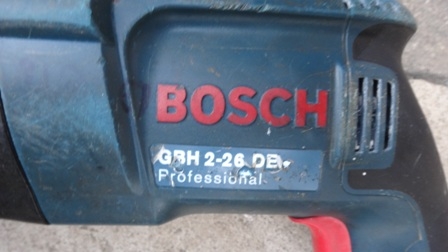 BOSCH
GBH 2-26 DE
Professional